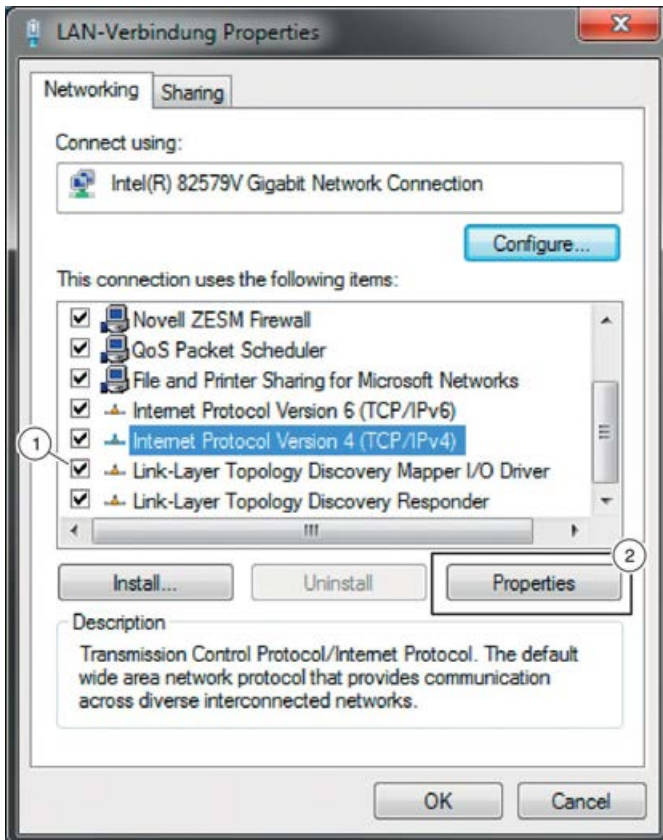 LAN-Verbindung Properties
Networking
Sharing
Connect using:
Intel(R) 82579V Gigabit Network Connection
Configure...
This connection uses the following items:
Novell ZESM Firewall
QoS Packet Scheduler
File and Printer Sharing for Microsoft Networks
Internet Protocol Version 6 (TCP/IPv6)
Internet Protocol Version 4 (TCP/IPv4)
1
Link-Layer Topology Discovery Mapper I/O Driver
Link-Layer Topology Discovery Responder
2
Install...
Uninstall
Properties
Description
Transmission Control Protocol/Internet Protocol. The default
wide area network protocol that provides communication
across diverse interconnected networks.
OK
Cancel